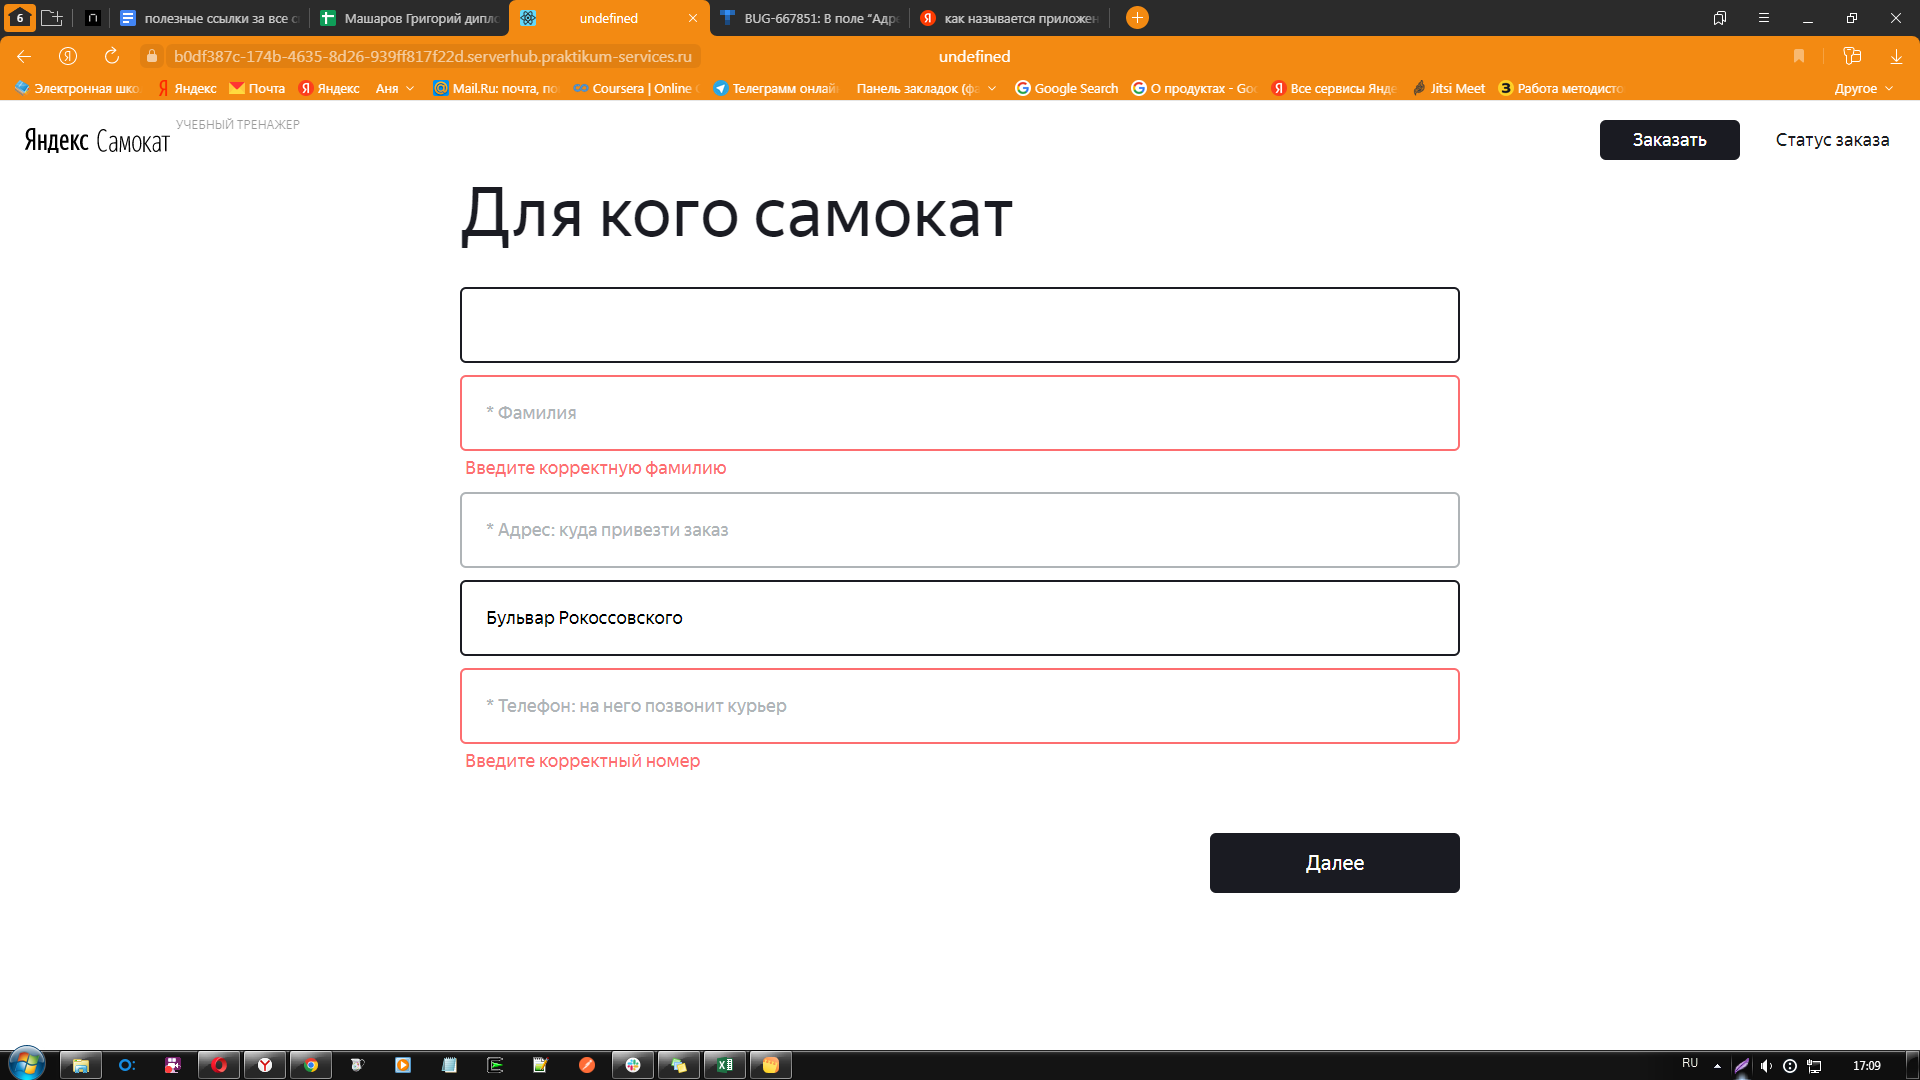 6
полезные ссылки за все
Машаров Григорий
undefined
BUG-667851: В поле "Адре
как называется приложен
b0df387c-174b-4635-8d26-939ff817f22d.serverhub.praktikum-services.ru
undefined
Электронная шко
Яндекс
Почта
Яндекс
Аня
Mail.Ru: почта, по
Coursera | Online
Телеграмм онлай
Панель закладок
Google Search
О продуктах - Goo
Все сервисы Янде
Jitsi Meet
Работа методисто
Другое
Яндекс Самокат
УЧЕБНЫЙ ТРЕНАЖЕР
Заказать
Статус заказа
Для кого самокат
* Фамилия
Введите корректную фамилию
* Адрес: куда привезти заказ
Бульвар Рокоссовского
* Телефон: на него позвонит курьер
Введите корректный номер
Далее
RU
17:09